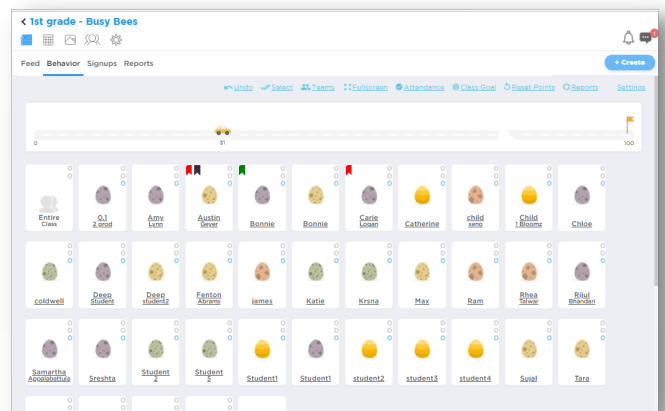 < 1st grade - Busy Bees
Feed Behavior Signups Reports
+ Create
Undo Select Teams Fullscreen Attendance Class Goal Reset Points Reports Settings
0 31 100
Entire Class
0.1 2 prod
Amy Lynn
Austin Geyer
Bonnie
Bonnie
Carie Logan
Catherine
child seno
Child 1 Bloomz
Chloe
coldwell
Deep Student
Deep student2
Fenton Abrams
james
Katie
Krsna
Max
Ram
Rhea Talwar
Rijul Bhandari
Samartha Appalabattula
Sreshta
Student 2
Student 5
Student1
Student1
student2
student3
student4
Sujal
Tara